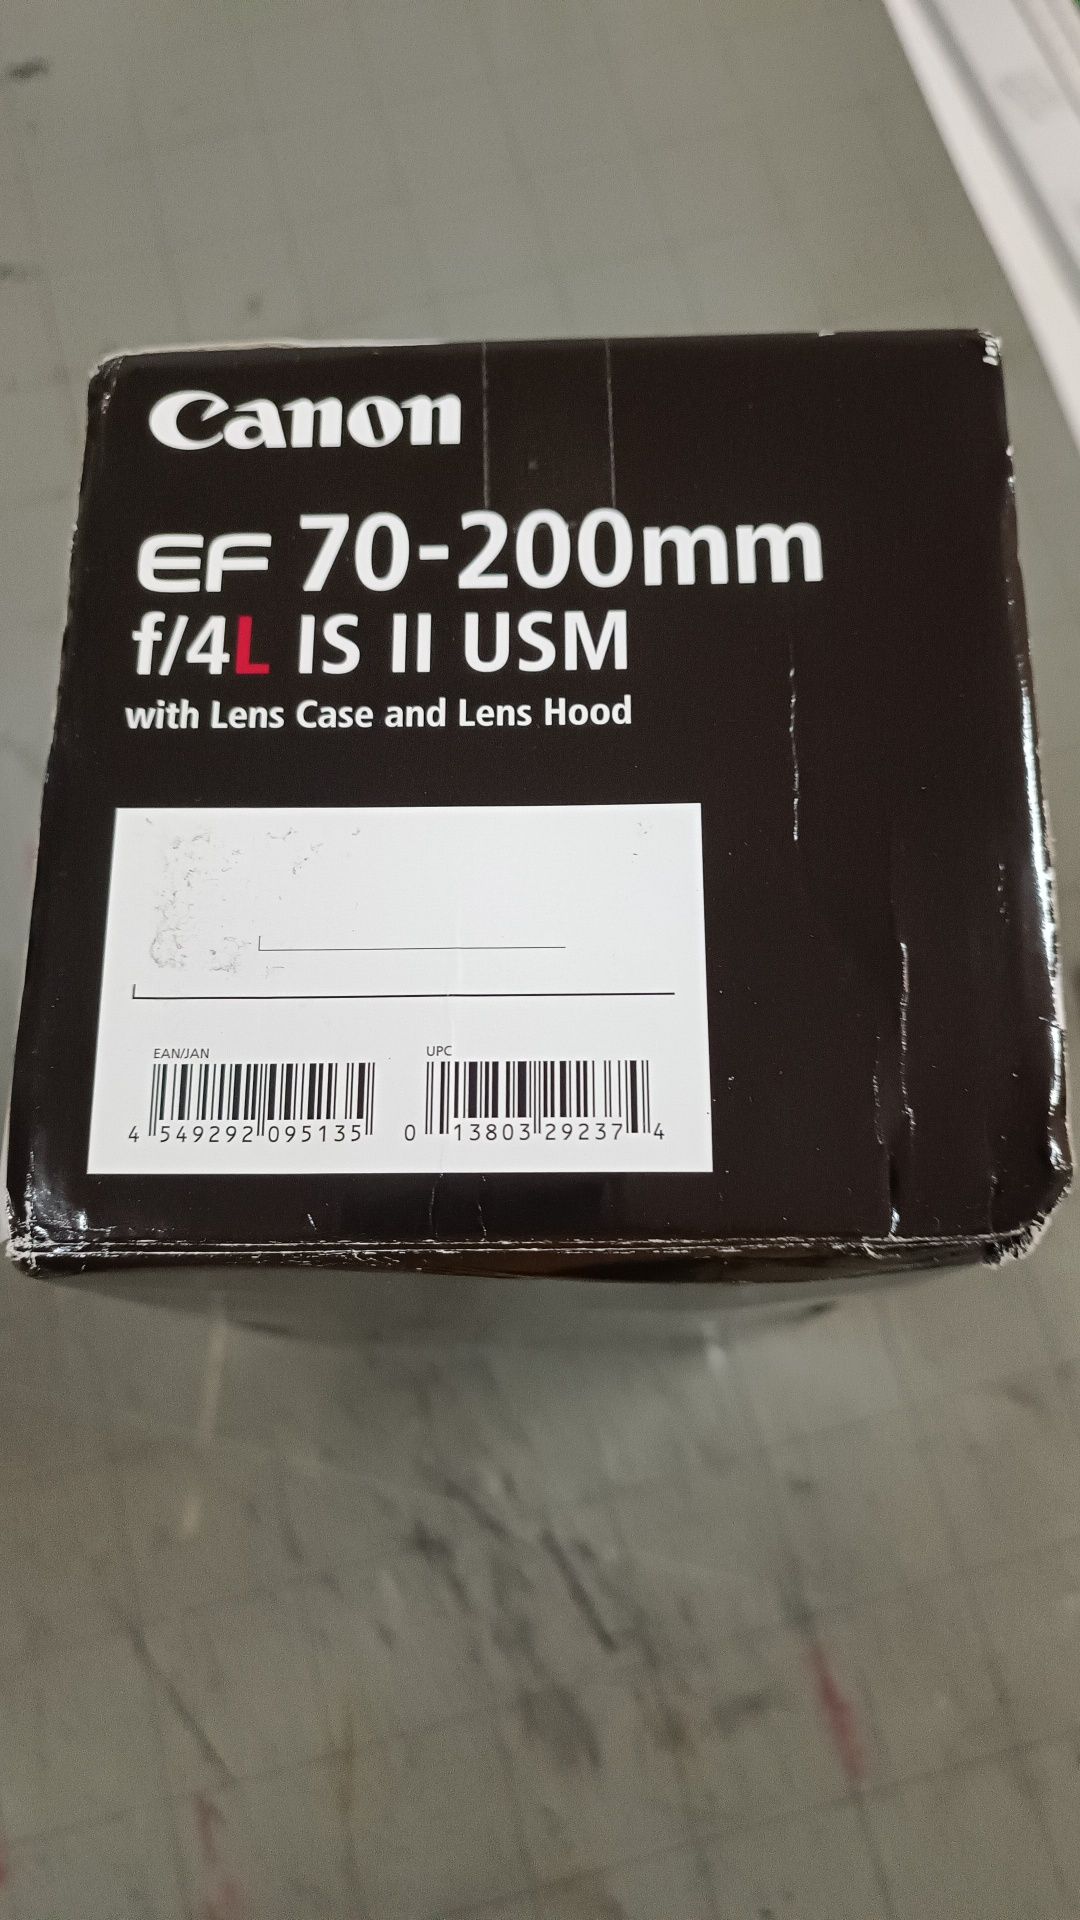 Canon
EF 70-200mm
f/4L IS II USM
with Lens Case and Lens Hood
EAN/JAN
UPC
4 549292 095135
0 13803 29237 4